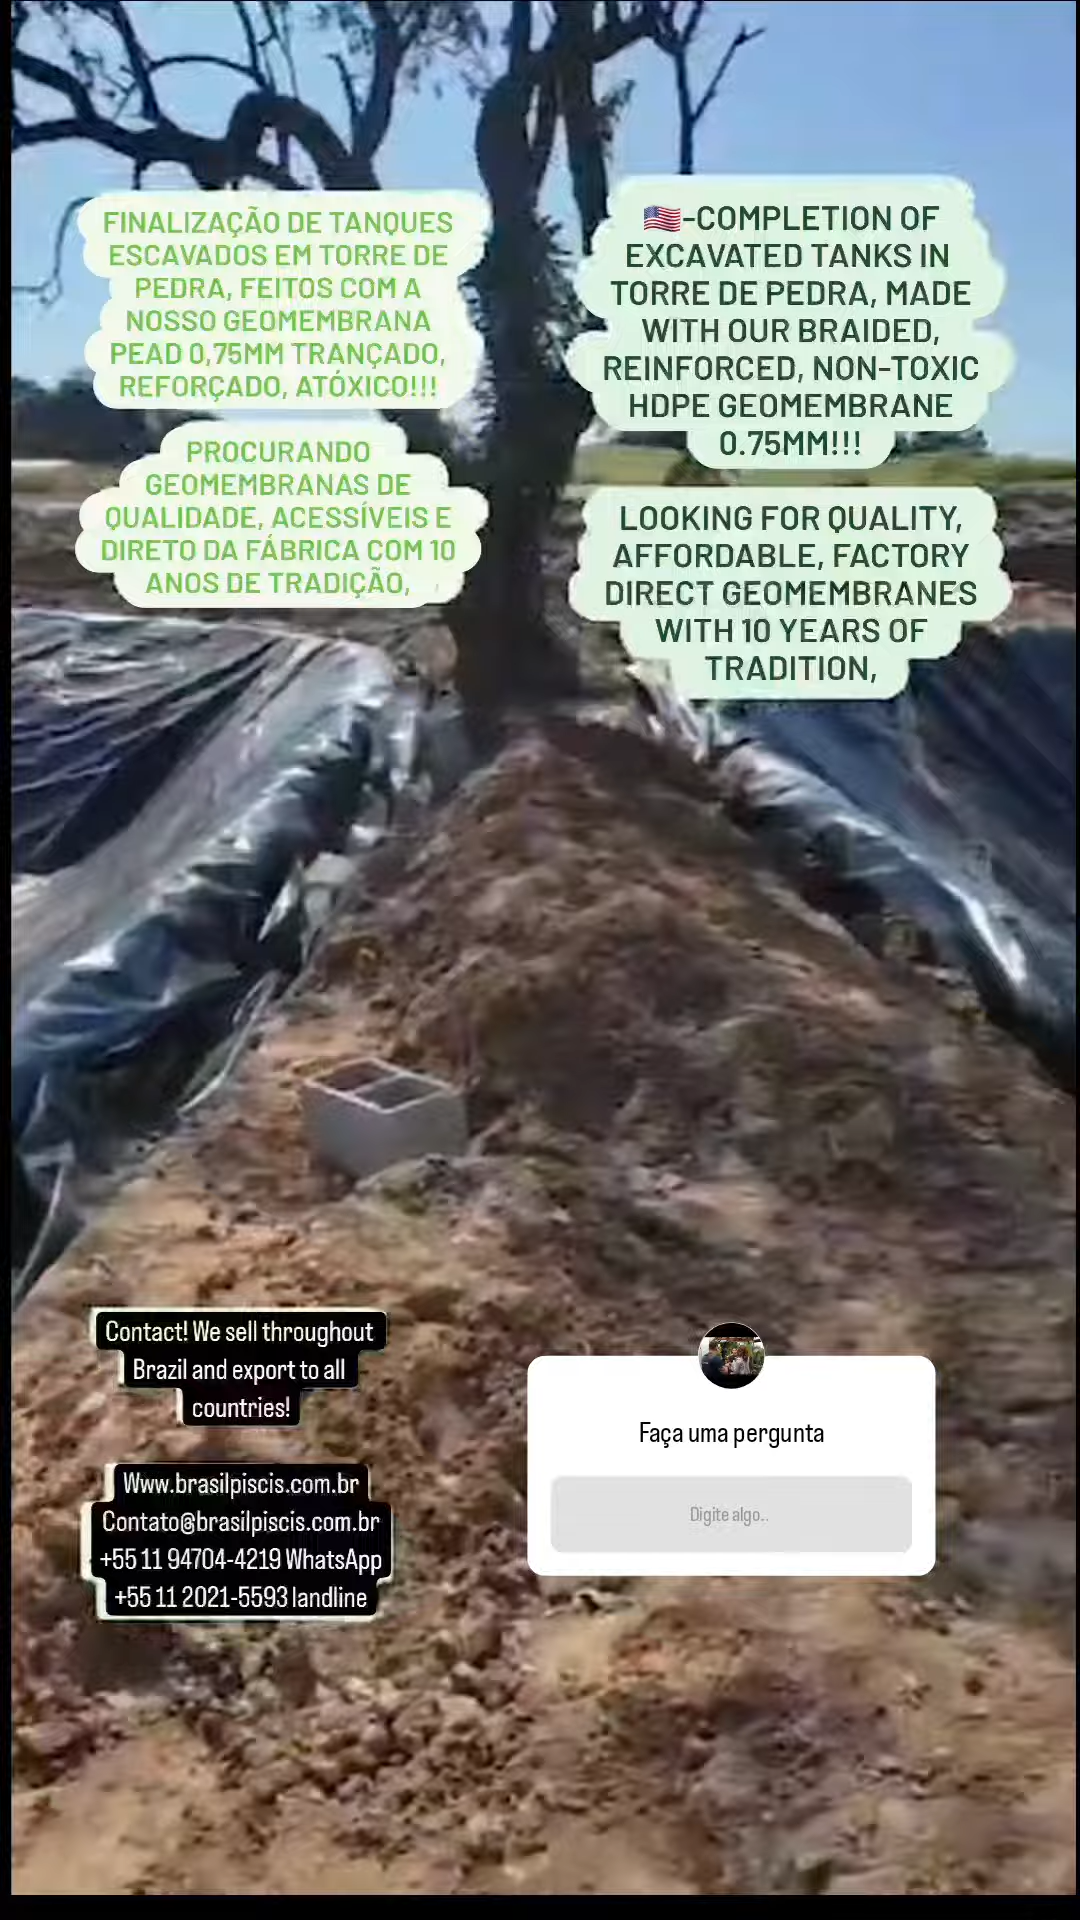 FINALIZAÇÃO DE TANQUES
ESCAVADOS EM TORRE DE
PEDRA, FEITOS COM A
NOSSO GEOMEMBRANA
PEAD 0,75MM TRANÇADO,
REFORÇADO, ATÓXICO!!!
PROCURANDO
GEOMEMBRANAS DE
QUALIDADE, ACESSÍVEIS E
DIRETO DA FÁBRICA COM 10
ANOS DE TRADIÇÃO,
🇺🇸-COMPLETION OF
EXCAVATED TANKS IN
TORRE DE PEDRA, MADE
WITH OUR BRAIDED,
REINFORCED, NON-TOXIC
HDPE GEOMEMBRANE
0.75MM!!!
LOOKING FOR QUALITY,
AFFORDABLE, FACTORY
DIRECT GEOMEMBRANES
WITH 10 YEARS OF
TRADITION,
Contact! We sell throughout
Brazil and export to all
countries!
Www.brasilpiscis.com.br
Contato@brasilpiscis.com.br
+55 11 94704-4219 WhatsApp
+55 11 2021-5593 landline
Faça uma pergunta
Digite algo..